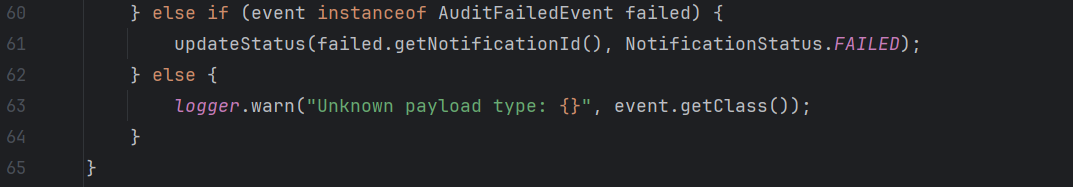 60 } else if (event instanceof AuditFailedEvent failed) {
61 updateStatus(failed.getNotificationId(), NotificationStatus.FAILED);
62 } else {
63 logger.warn("Unknown payload type: {}", event.getClass());
64 }
65 }